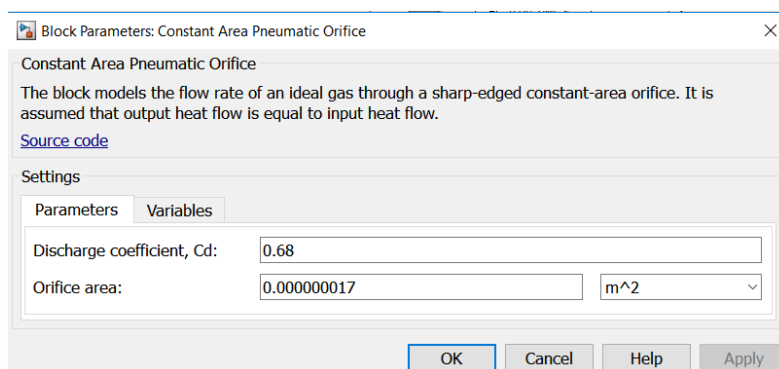 Block Parameters: Constant Area Pneumatic Orifice
Constant Area Pneumatic Orifice
The block models the flow rate of an ideal gas through a sharp-edged constant-area orifice. It is
assumed that output heat flow is equal to input heat flow.
Source code
Settings
Parameters Variables
Discharge coefficient, Cd: 0.68
Orifice area: 0.000000017 m^2
OK Cancel Help Apply